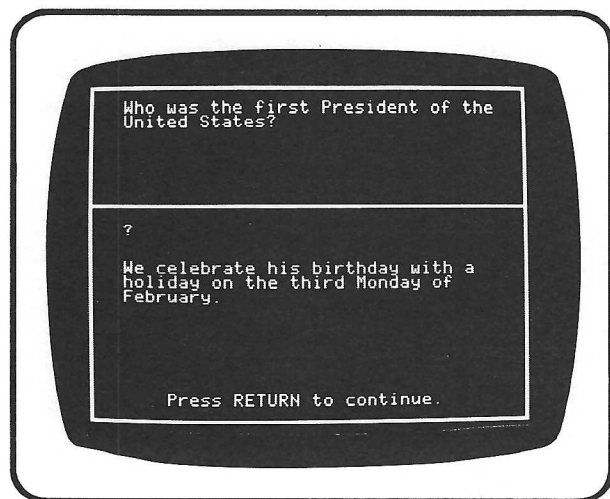 Who was the first President of the
United States?
?
We celebrate his birthday with a
holiday on the third Monday of
February.
Press RETURN to continue.